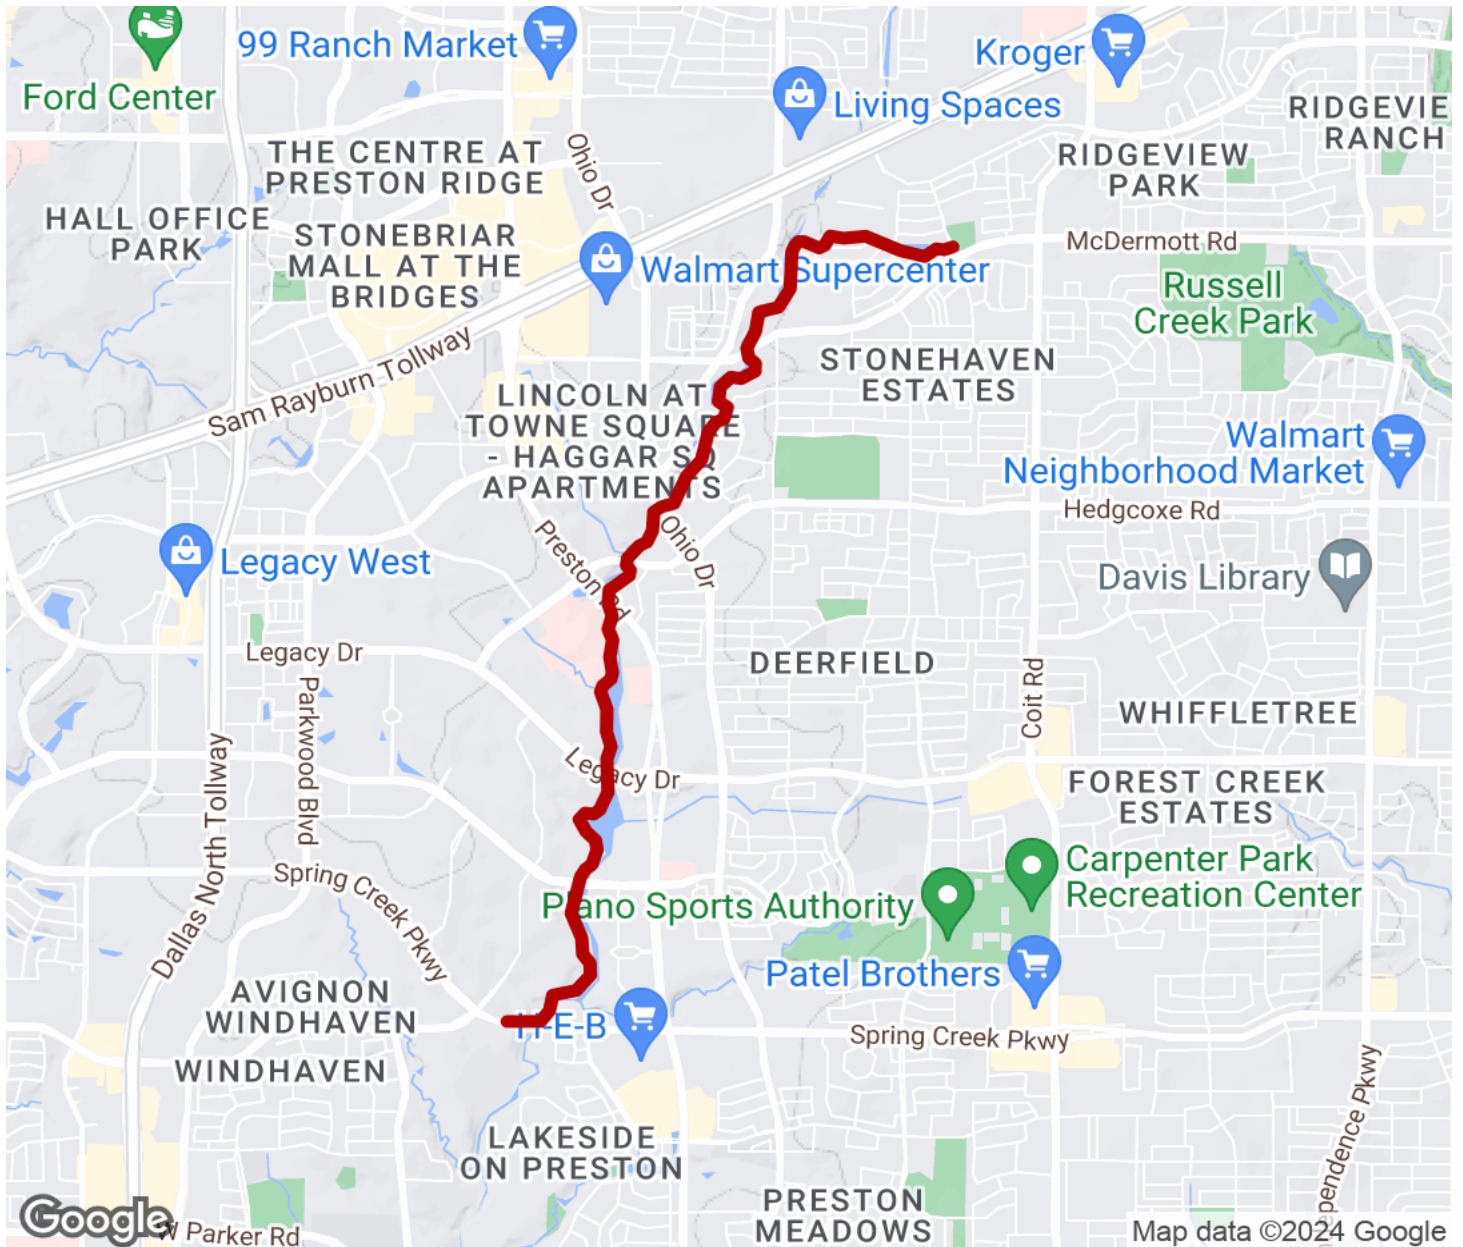 99 Ranch Market
Kroger
Ford Center
Living Spaces
RIDGEVIE
RANCH
Ohio Dr
THE CENTRE AT
PRESTON RIDGE
RIDGEVIEW
PARK
HALL OFFICE
PARK
STONEBRIAR
MALL AT THE
BRIDGES
McDermott Rd
Walmart Supercenter
Russell
Creek Park
Sam Rayburn Tollway
STONEHAVEN
ESTATES
LINCOLN AT
TOWNE SQUARE
- HAGGAR SQ
APARTMENTS
Walmart
Neighborhood Market
Hedgcoxe Rd
Ohio Dr
Preston Rd
Legacy West
Davis Library
Legacy Dr
DEERFIELD
Parkwood Blvd
Coit Rd
WHIFFLETREE
Dallas North Tollway
Legacy Dr
FOREST CREEK
ESTATES
Spring Creek Pkwy
Carpenter Park
Recreation Center
Plano Sports Authority
Patel Brothers
AVIGNON
WINDHAVEN
H-E-B
Spring Creek Pkwy
WINDHAVEN
LAKESIDE
ON PRESTON
ependence Pkwy
PRESTON
MEADOWS
Google
W Parker Rd
Map data ©2024 Google